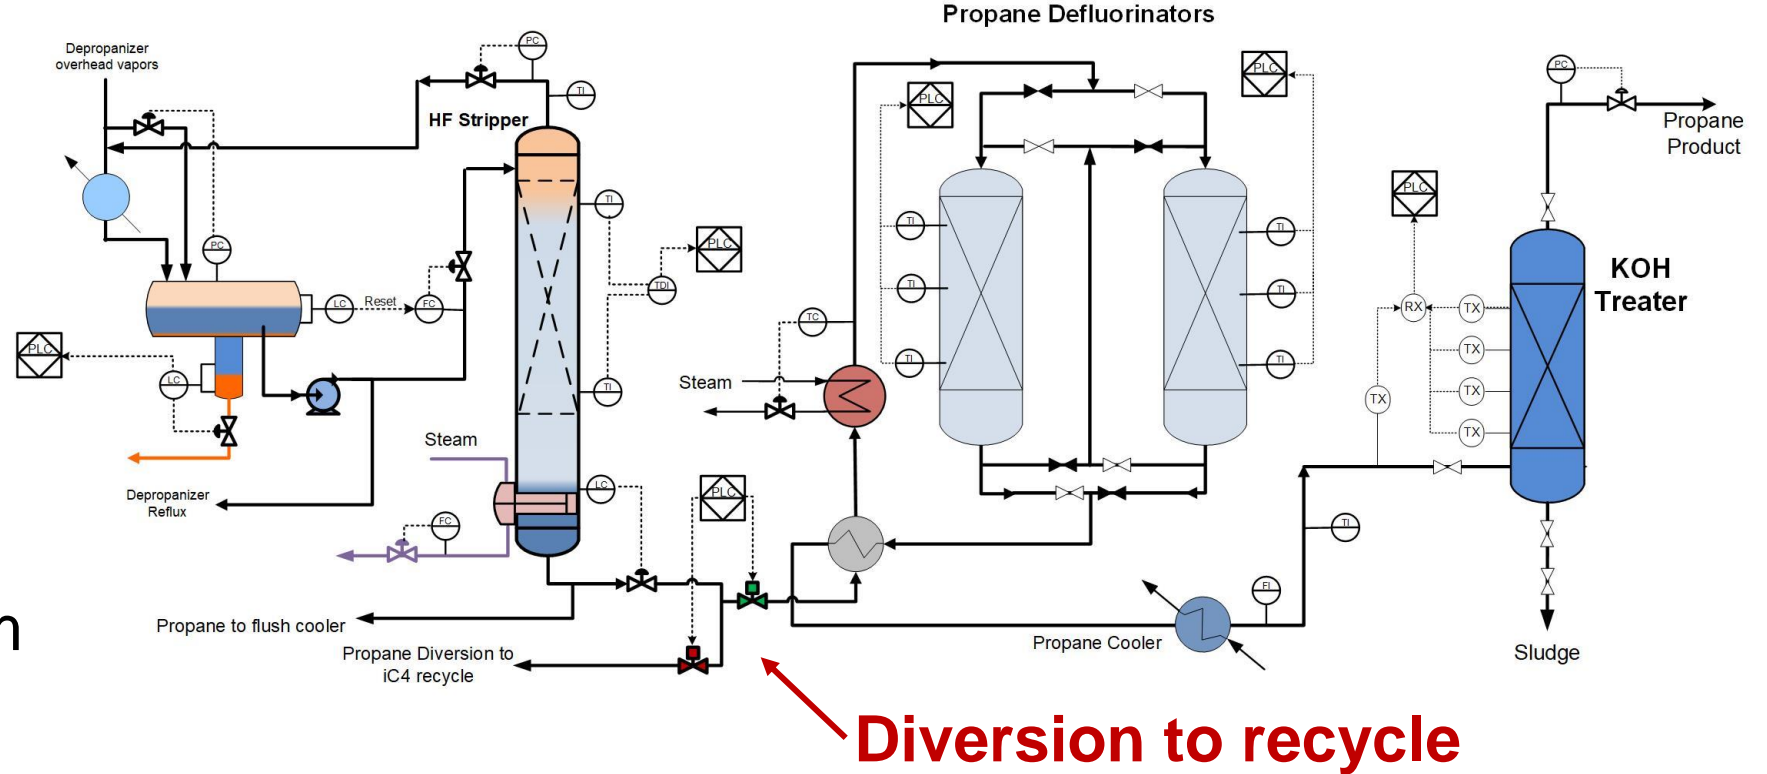 Propane Defluorinators
Depropanizer
overhead vapors
PC
TI
HF Stripper
PLC
PLC
PC
Propane
Product
PC
TI
TI
TI
TI
TI
TI
TI
PLC
TDI
LC
Reset
FC
PLC
LC
TI
TC
Steam
PLC
RX
TX
TX
TX
TX
TX
KOH
Treater
Steam
LC
FC
PLC
Depropanizer
Reflux
TI
FI
n
Propane to flush cooler
Propane Diversion to
iC4 recycle
Propane Cooler
Sludge
Diversion to recycle